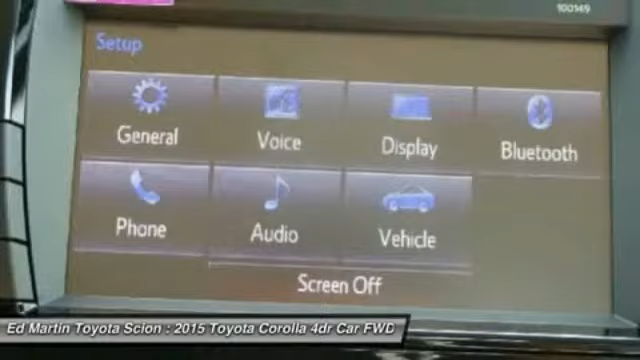 100149
Setup
General Voice Display Bluetooth
Phone Audio Vehicle
Screen Off
Ed Martin Toyota Scion : 2015 Toyota Corolla 4dr Car FWD